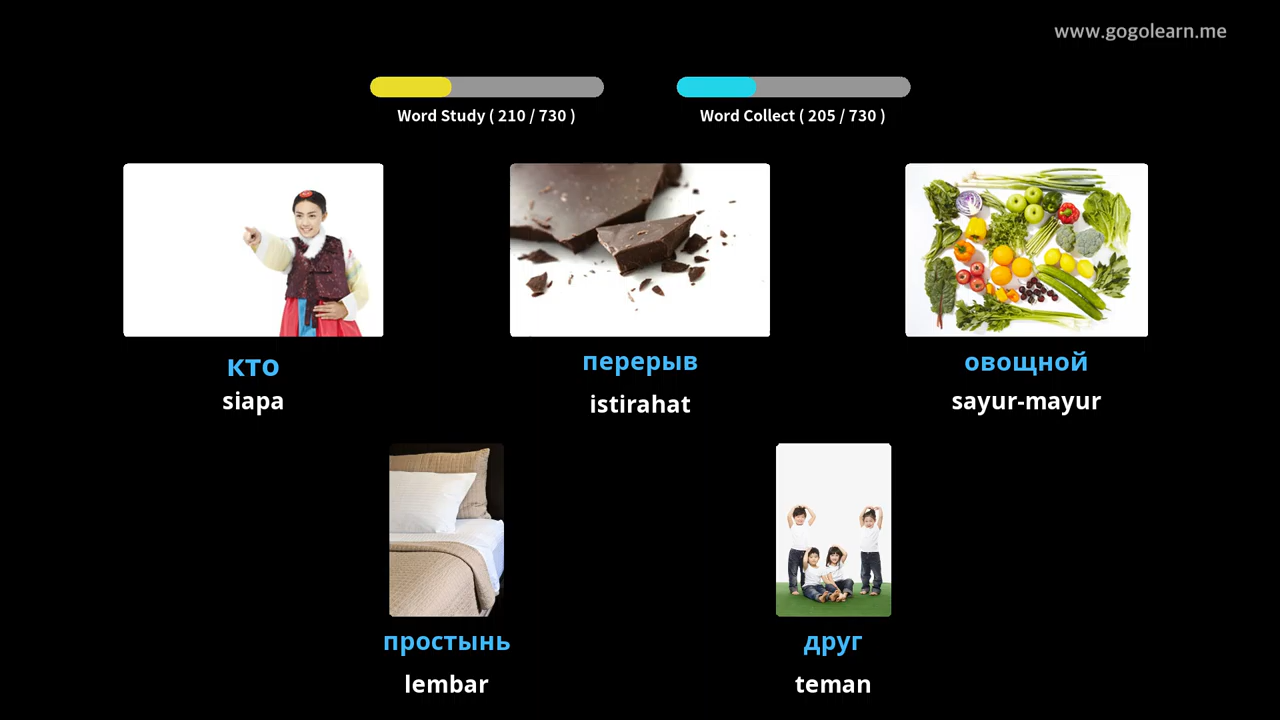 www.gogolearn.me
Word Study ( 210 / 730 )
Word Collect ( 205 / 730 )
кто
siapa
перерыв
istirahat
овощной
sayur-mayur
простынь
lembar
друг
teman